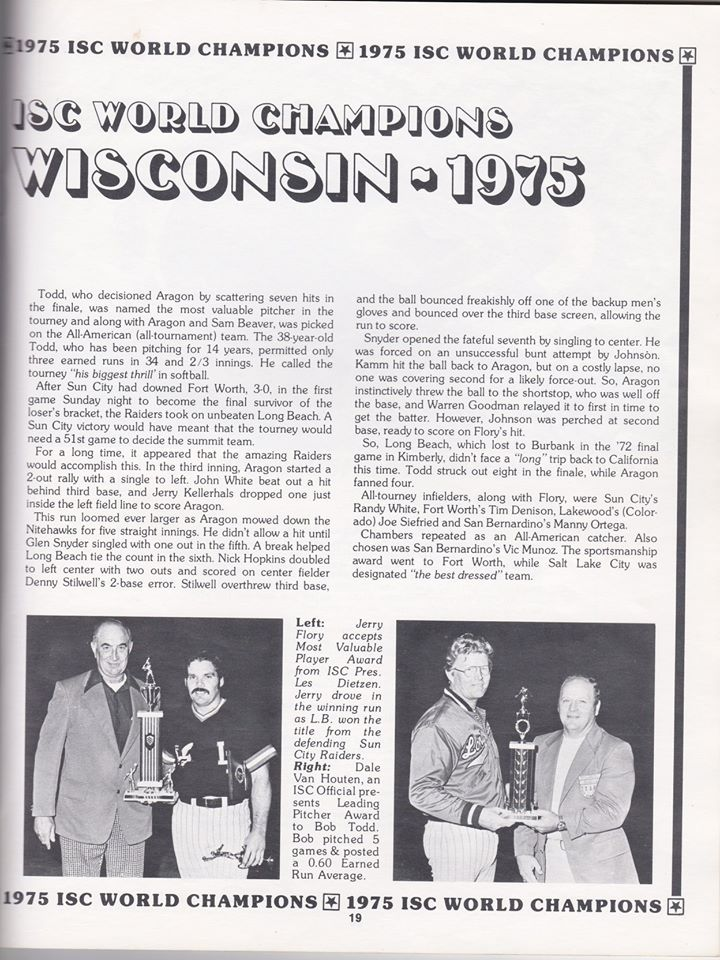 1975 ISC WORLD CHAMPIONS ★ 1975 ISC WORLD CHAMPIONS ★
ISC WORLD CHAMPIONS
WISCONSIN ~ 1975
Todd, who decisioned Aragon by scattering seven hits in
the finale, was named the most valuable pitcher in the
tourney and along with Aragon and Sam Beaver, was picked
on the All-American (all-tournament) team. The 38-year-old
Todd, who has been pitching for 14 years, permitted only
three earned runs in 34 and 2/3 innings. He called the
tourney "his biggest thrill' in softball.
After Sun City had downed Fort Worth, 3-0, in the first
game Sunday night to become the final survivor of the
loser's bracket, the Raiders took on unbeaten Long Beach. A
Sun City victory would have meant that the tourney would
need a 51st game to decide the summit team.
For a long time, it appeared that the amazing Raiders
would accomplish this. In the third inning, Aragon started a
2-out rally with a single to left. John White beat out a hit
behind third base, and Jerry Kellerhals dropped one just
inside the left field line to score Aragon.
This run loomed ever larger as Aragon mowed down the
Nitehawks for five straight innings. He didn't allow a hit until
Glen Snyder singled with one out in the fifth. A break helped
Long Beach tie the count in the sixth. Nick Hopkins doubled
to left center with two outs and scored on center fielder
Denny Stilwell's 2-base error. Stilwell overthrew third base,
and the ball bounced freakishly off one of the backup men's
gloves and bounced over the third base screen, allowing the
run to score.
Snyder opened the fateful seventh by singling to center. He
was forced on an unsuccessful bunt attempt by Johnson.
Kamm hit the ball back to Aragon, but on a costly lapse, no
one was covering second for a likely force-out. So, Aragon
instinctively threw the ball to the shortstop, who was well off
the base, and Warren Goodman relayed it to first in time to
get the batter. However, Johnson was perched at second
base, ready to score on Flory's hit.
So, Long Beach, which lost to Burbank in the '72 final
game in Kimberly, didn't face a "long" trip back to California
this time. Todd struck out eight in the finale, while Aragon
fanned four.
All-tourney infielders, along with Flory, were Sun City's
Randy White, Fort Worth's Tim Denison, Lakewood's (Color-
ado) Joe Siefried and San Bernardino's Manny Ortega.
Chambers repeated as an All-American catcher. Also
chosen was San Bernardino's Vic Munoz. The sportsmanship
award went to Fort Worth, while Salt Lake City was
designated "the best dressed" team.
Left: Jerry
Flory accepts
Most Valuable
Player Award
from ISC Pres.
Les Dietzen.
Jerry drove in
the winning run
as L.B. won the
title from the
defending Sun
City Raiders.
Right: Dale
Van Houten, an
ISC Official pre-
sents Leading
Pitcher Award
to Bob Todd.
Bob pitched 5
games & posted
a 0.60 Earned
Run Average.
1975 ISC WORLD CHAMPIONS ★ 1975 ISC WORLD CHAMPIONS ★
19